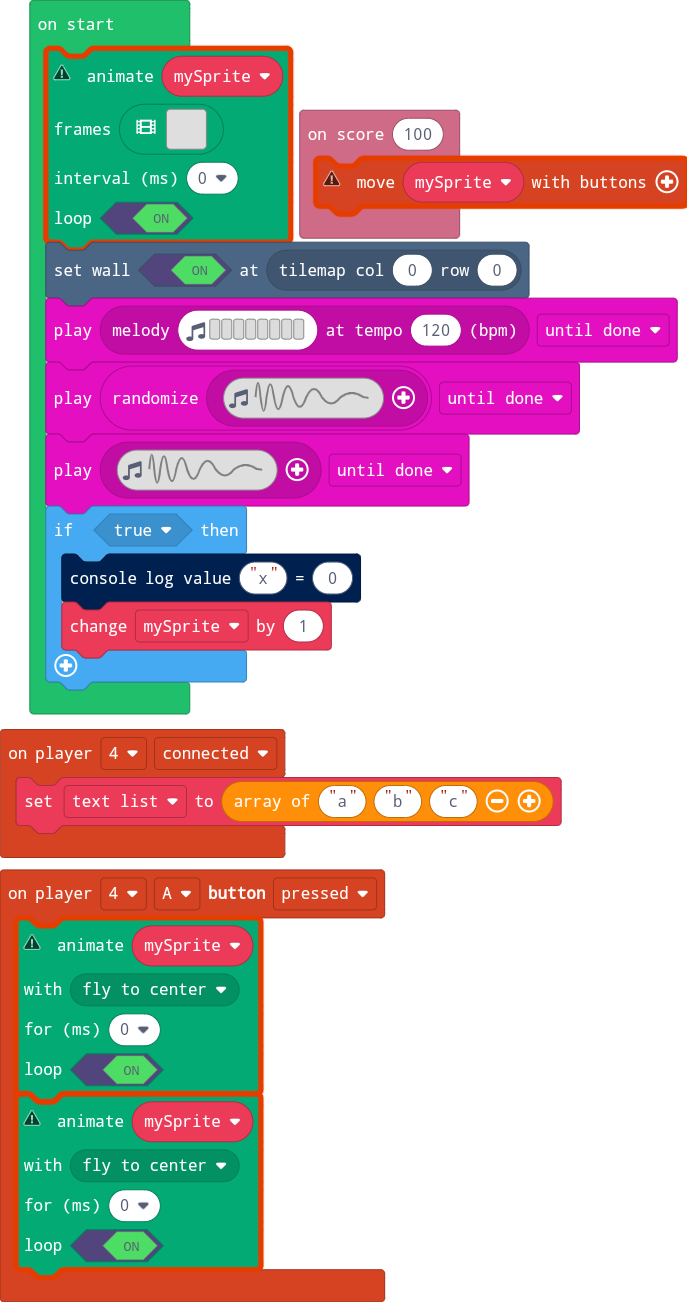 on start
animate mySprite
frames
interval (ms) 0
loop ON
on score 100
move mySprite with buttons
set wall ON at tilemap col 0 row 0
play melody at tempo 120 (bpm) until done
play randomize until done
play until done
if true then
console log value "x" = 0
change mySprite by 1
on player 4 connected
set text list to array of "a" "b" "c"
on player 4 A button pressed
animate mySprite
with fly to center
for (ms) 0
loop ON
animate mySprite
with fly to center
for (ms) 0
loop ON